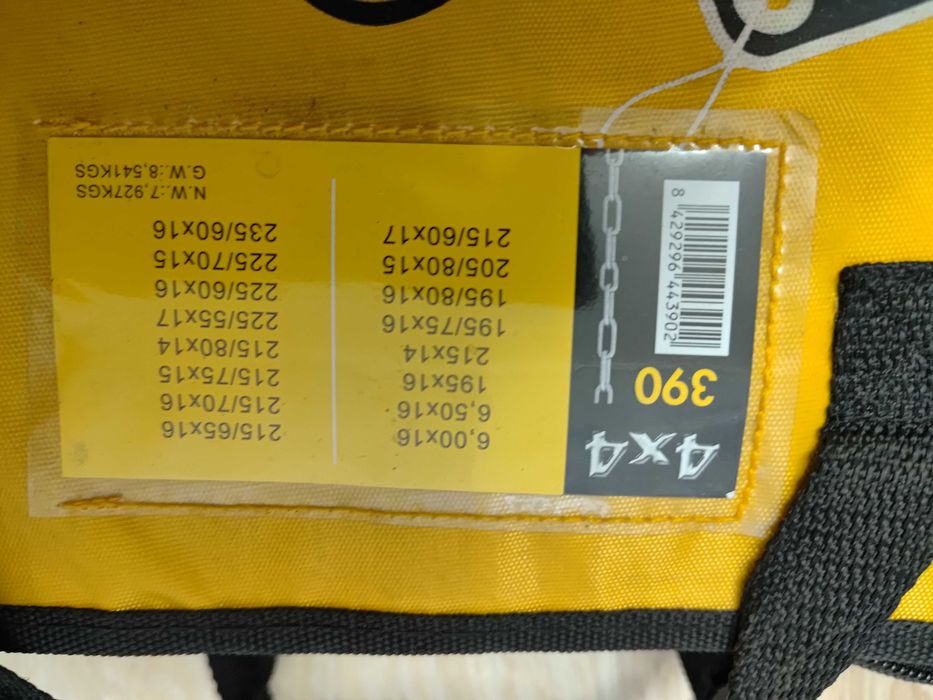 4x4
390
8 429296 443902
6,00x16
6,50x16
195x16
215x14
195/75x16
195/80x16
205/80x15
215/60x17
215/65x16
215/70x16
215/75x15
215/80x14
225/55x17
225/60x16
225/70x15
235/60x16
N.W.:7,927KGS
G.W.:8,541KGS